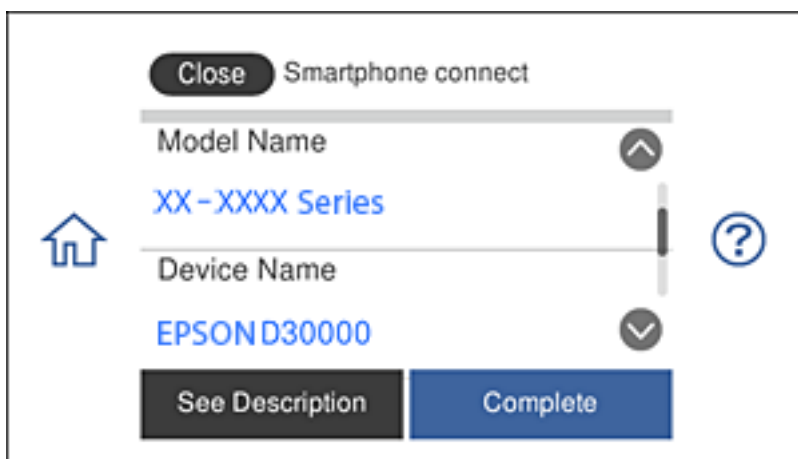 Close Smartphone connect
Model Name
XX-XXXX Series
Device Name
EPSON D30000
?
See Description Complete